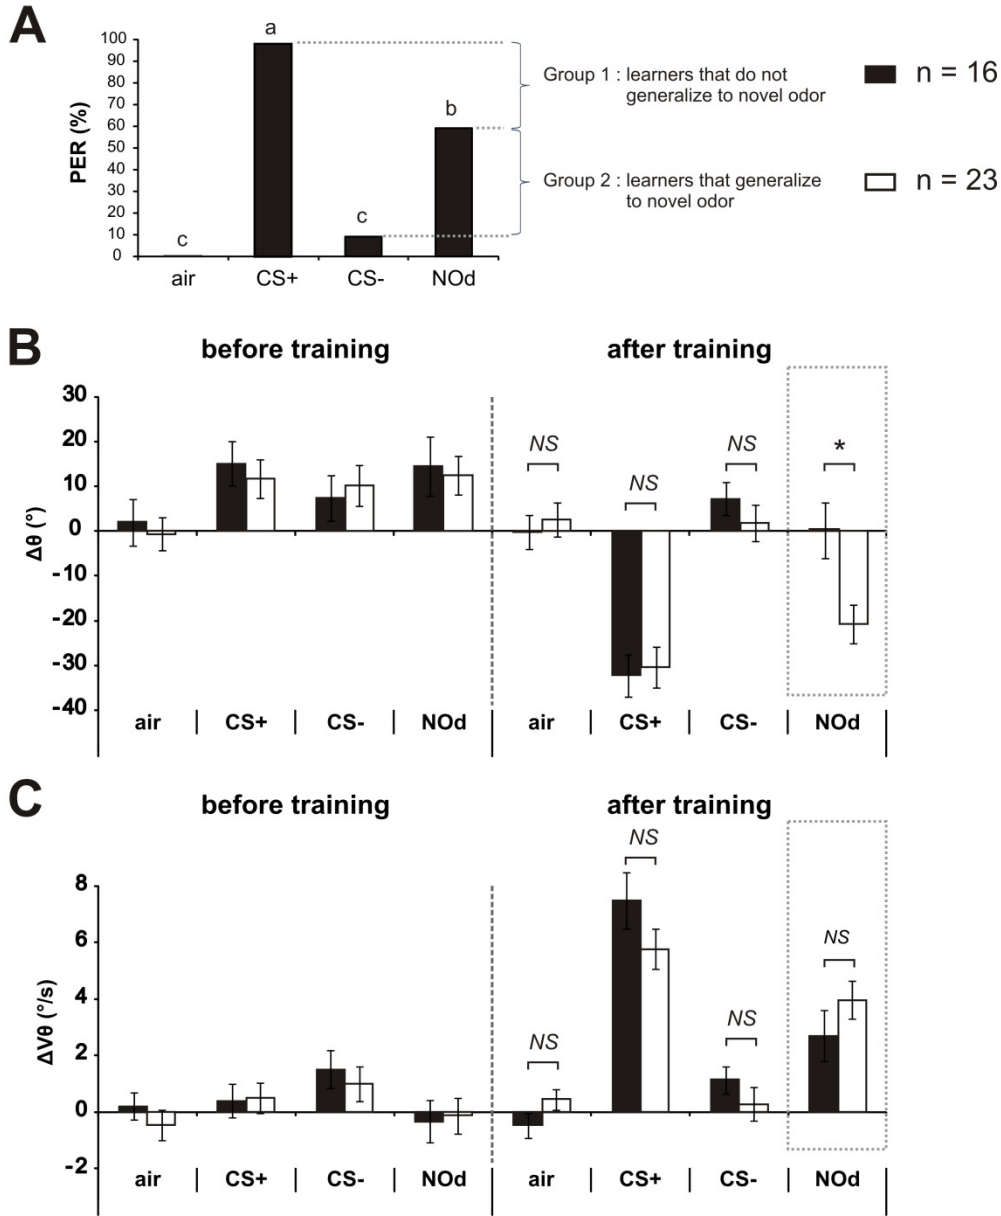 A
PER (%)
100
90
80
70
60
50
40
30
20
10
0
a
b
c
c
air CS+ CS- NOd
Group 1 : learners that do not
generalize to novel odor
n = 16
Group 2 : learners that generalize
to novel odor
n = 23
B
before training after training
Δθ (°)
30
20
10
0
-10
-20
-30
-40
NS
NS
NS
*
air CS+ CS- NOd air CS+ CS- NOd
C
before training after training
ΔVθ (°/s)
8
6
4
2
0
-2
NS
NS
NS
NS
air CS+ CS- NOd air CS+ CS- NOd